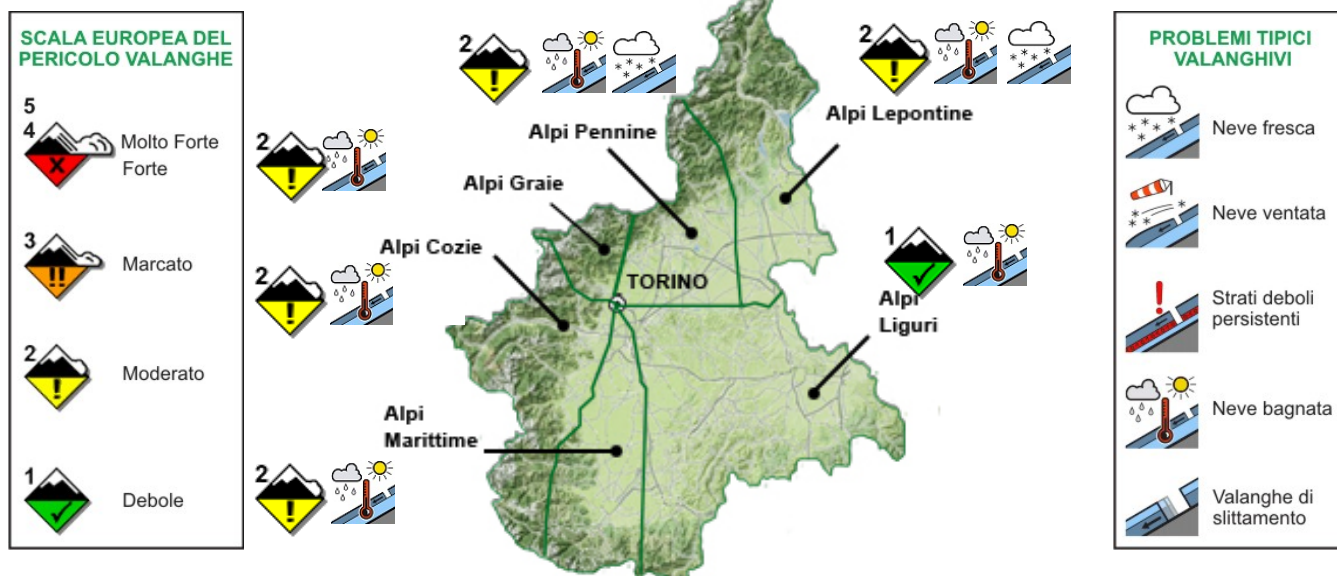 SCALA EUROPEA DEL
PERICOLO VALANGHE
5
4
Molto Forte
Forte
3
Marcato
2
Moderato
1
Debole
2
2
2
2
2
1
Alpi Pennine
Alpi Lepontine
Alpi Graie
Alpi Cozie
TORINO
Alpi
Liguri
Alpi
Marittime
PROBLEMI TIPICI
VALANGHIVI
Neve fresca
Neve ventata
Strati deboli
persistenti
Neve bagnata
Valanghe di
slittamento